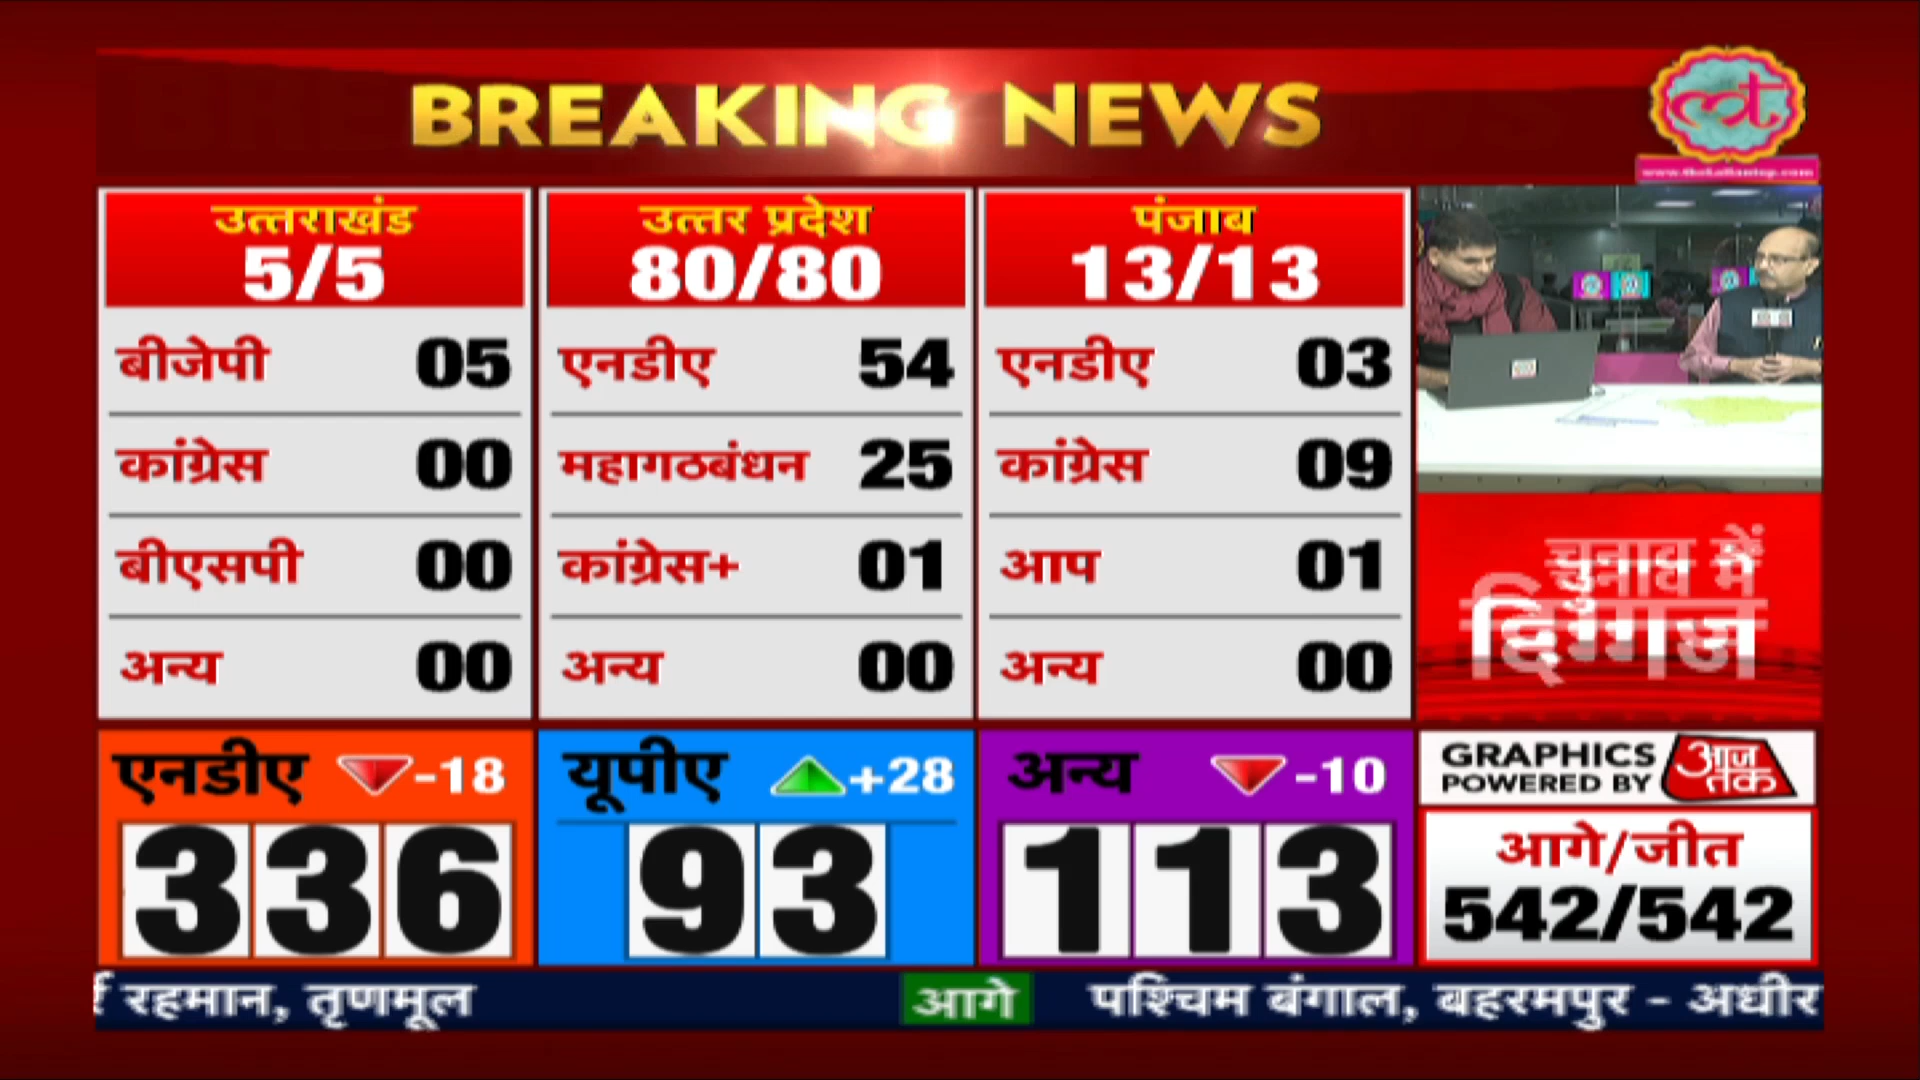 BREAKING NEWS
www.thelallantop.com
उत्तराखंड
5/5
बीजेपी 05
कांग्रेस 00
बीएसपी 00
अन्य 00
उत्तर प्रदेश
80/80
एनडीए 54
महागठबंधन 25
कांग्रेस+ 01
अन्य 00
पंजाब
13/13
एनडीए 03
कांग्रेस 09
आप 01
अन्य 00
चुनाव में
दिग्गज
एनडीए -18
336
यूपीए +28
93
अन्य -10
113
GRAPHICS
POWERED BY
आज
तक
आगे/जीत
542/542
रहमान, तृणमूल आगे पश्चिम बंगाल, बहरमपुर - अधीर